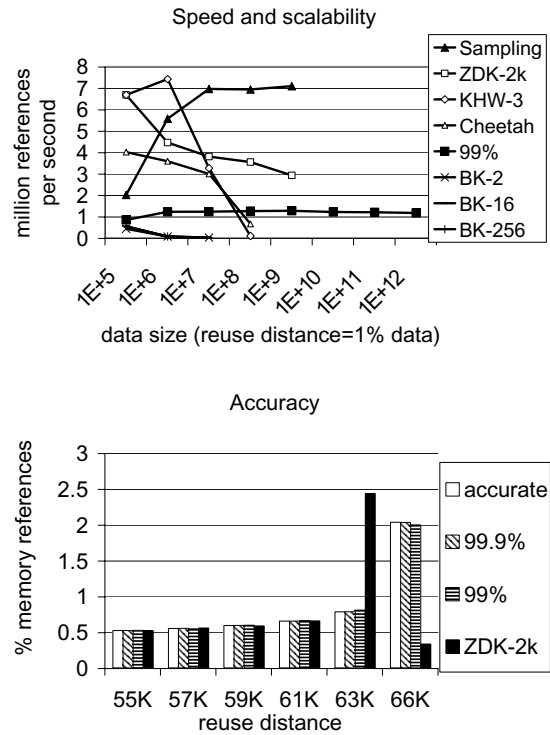 Speed and scalability
8
7
6
5
4
3
2
1
0
million references
per second
1E+5
1E+6
1E+7
1E+8
1E+9
1E+10
1E+11
1E+12
data size (reuse distance=1% data)
Sampling
ZDK-2k
KHW-3
Cheetah
99%
BK-2
BK-16
BK-256
Accuracy
3
2.5
2
1.5
1
0.5
0
% memory references
55K 57K 59K 61K 63K 66K
reuse distance
accurate
99.9%
99%
ZDK-2k